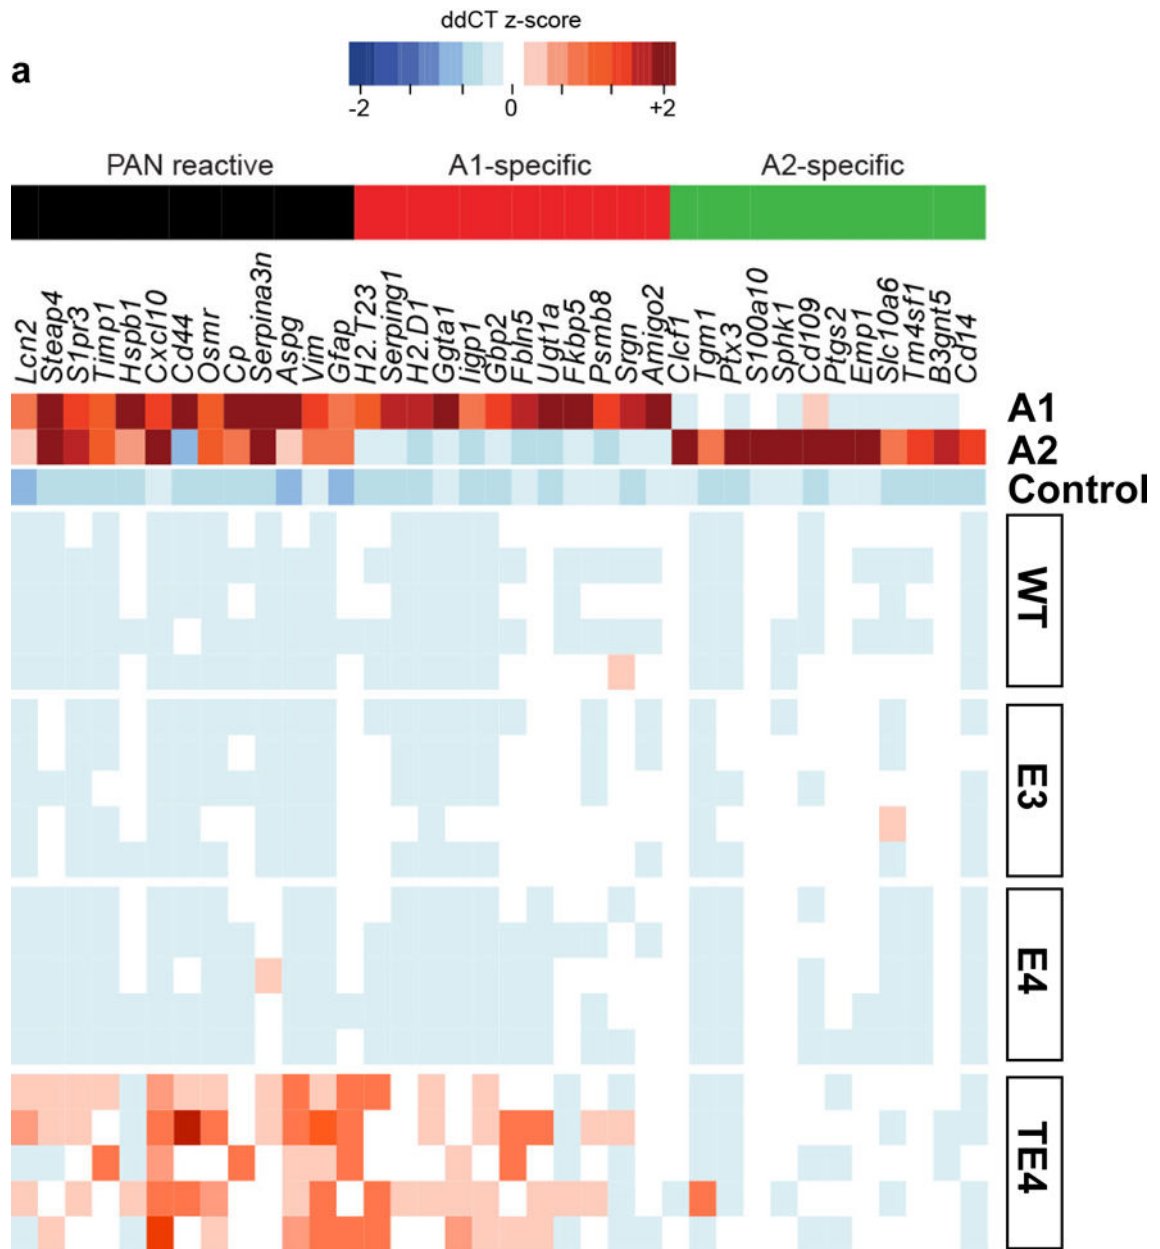 ddCT z-score
a
-2 0 +2
PAN reactive A1-specific A2-specific
Lcn2
Steap4
S1pr3
Timp1
Hspb1
Cxcl10
Cd44
Osmr
Cp
Serpina3n
Aspg
Vim
Gfap
H2.T23
Serping1
H2.D1
Ggta1
Iigp1
Gbp2
Fbln5
Ugt1a
Fkbp5
Psmb8
Srgn
Amigo2
Clcf1
Tgm1
Ptx3
S100a10
Sphk1
Cd109
Ptgs2
Emp1
Slc10a6
Tm4sf1
B3gnt5
Cd14
A1
A2
Control
WT
E3
E4
TE4